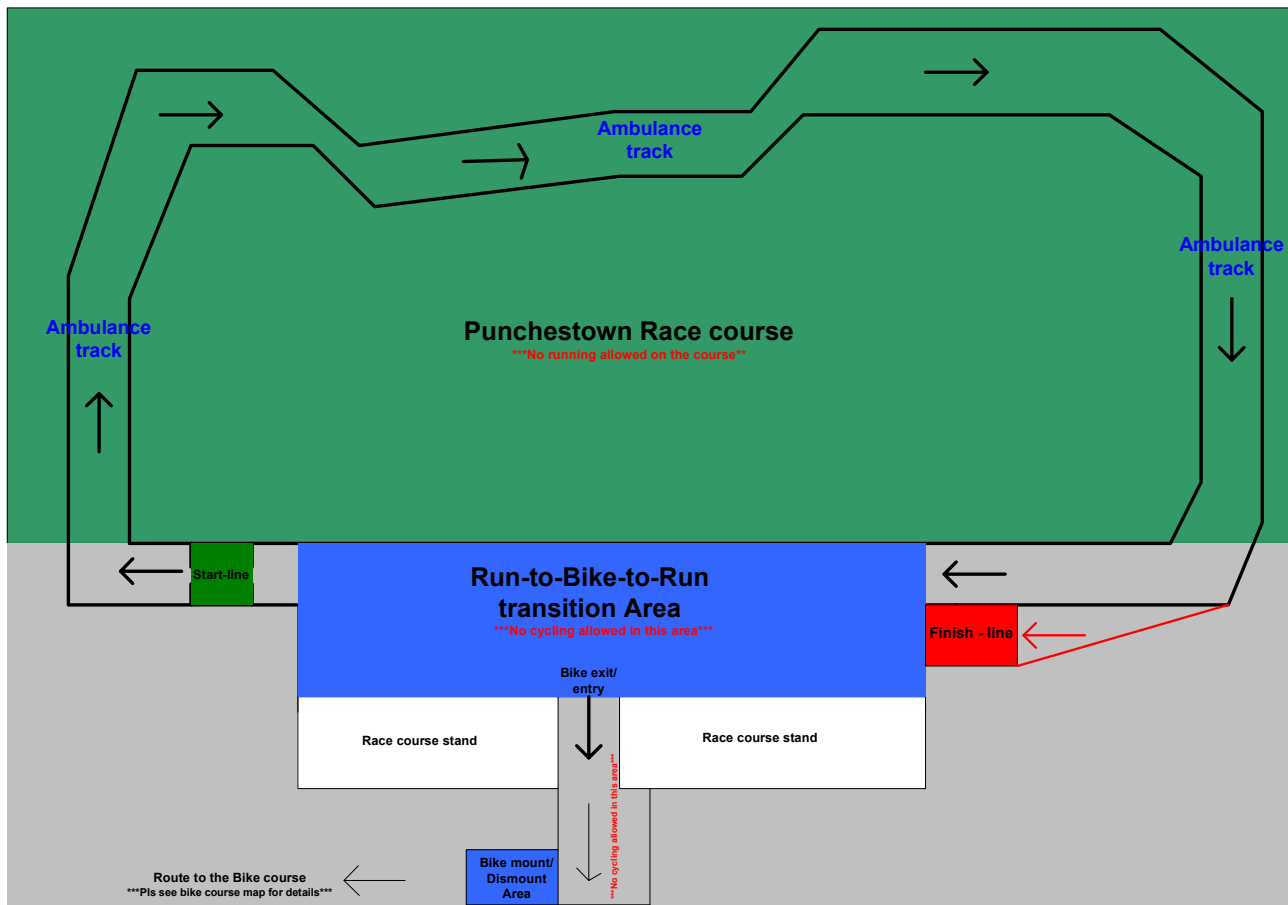 Ambulance
track
Ambulance
track
Ambulance
track
Punchestown Race course
***No running allowed on the course**
Start-line
Run-to-Bike-to-Run
transition Area
***No cycling allowed in this area***
Finish - line
Bike exit/
entry
Race course stand
Race course stand
***No cycling allowed in this area***
Bike mount/
Dismount
Area
Route to the Bike course
***Pls see bike course map for details***